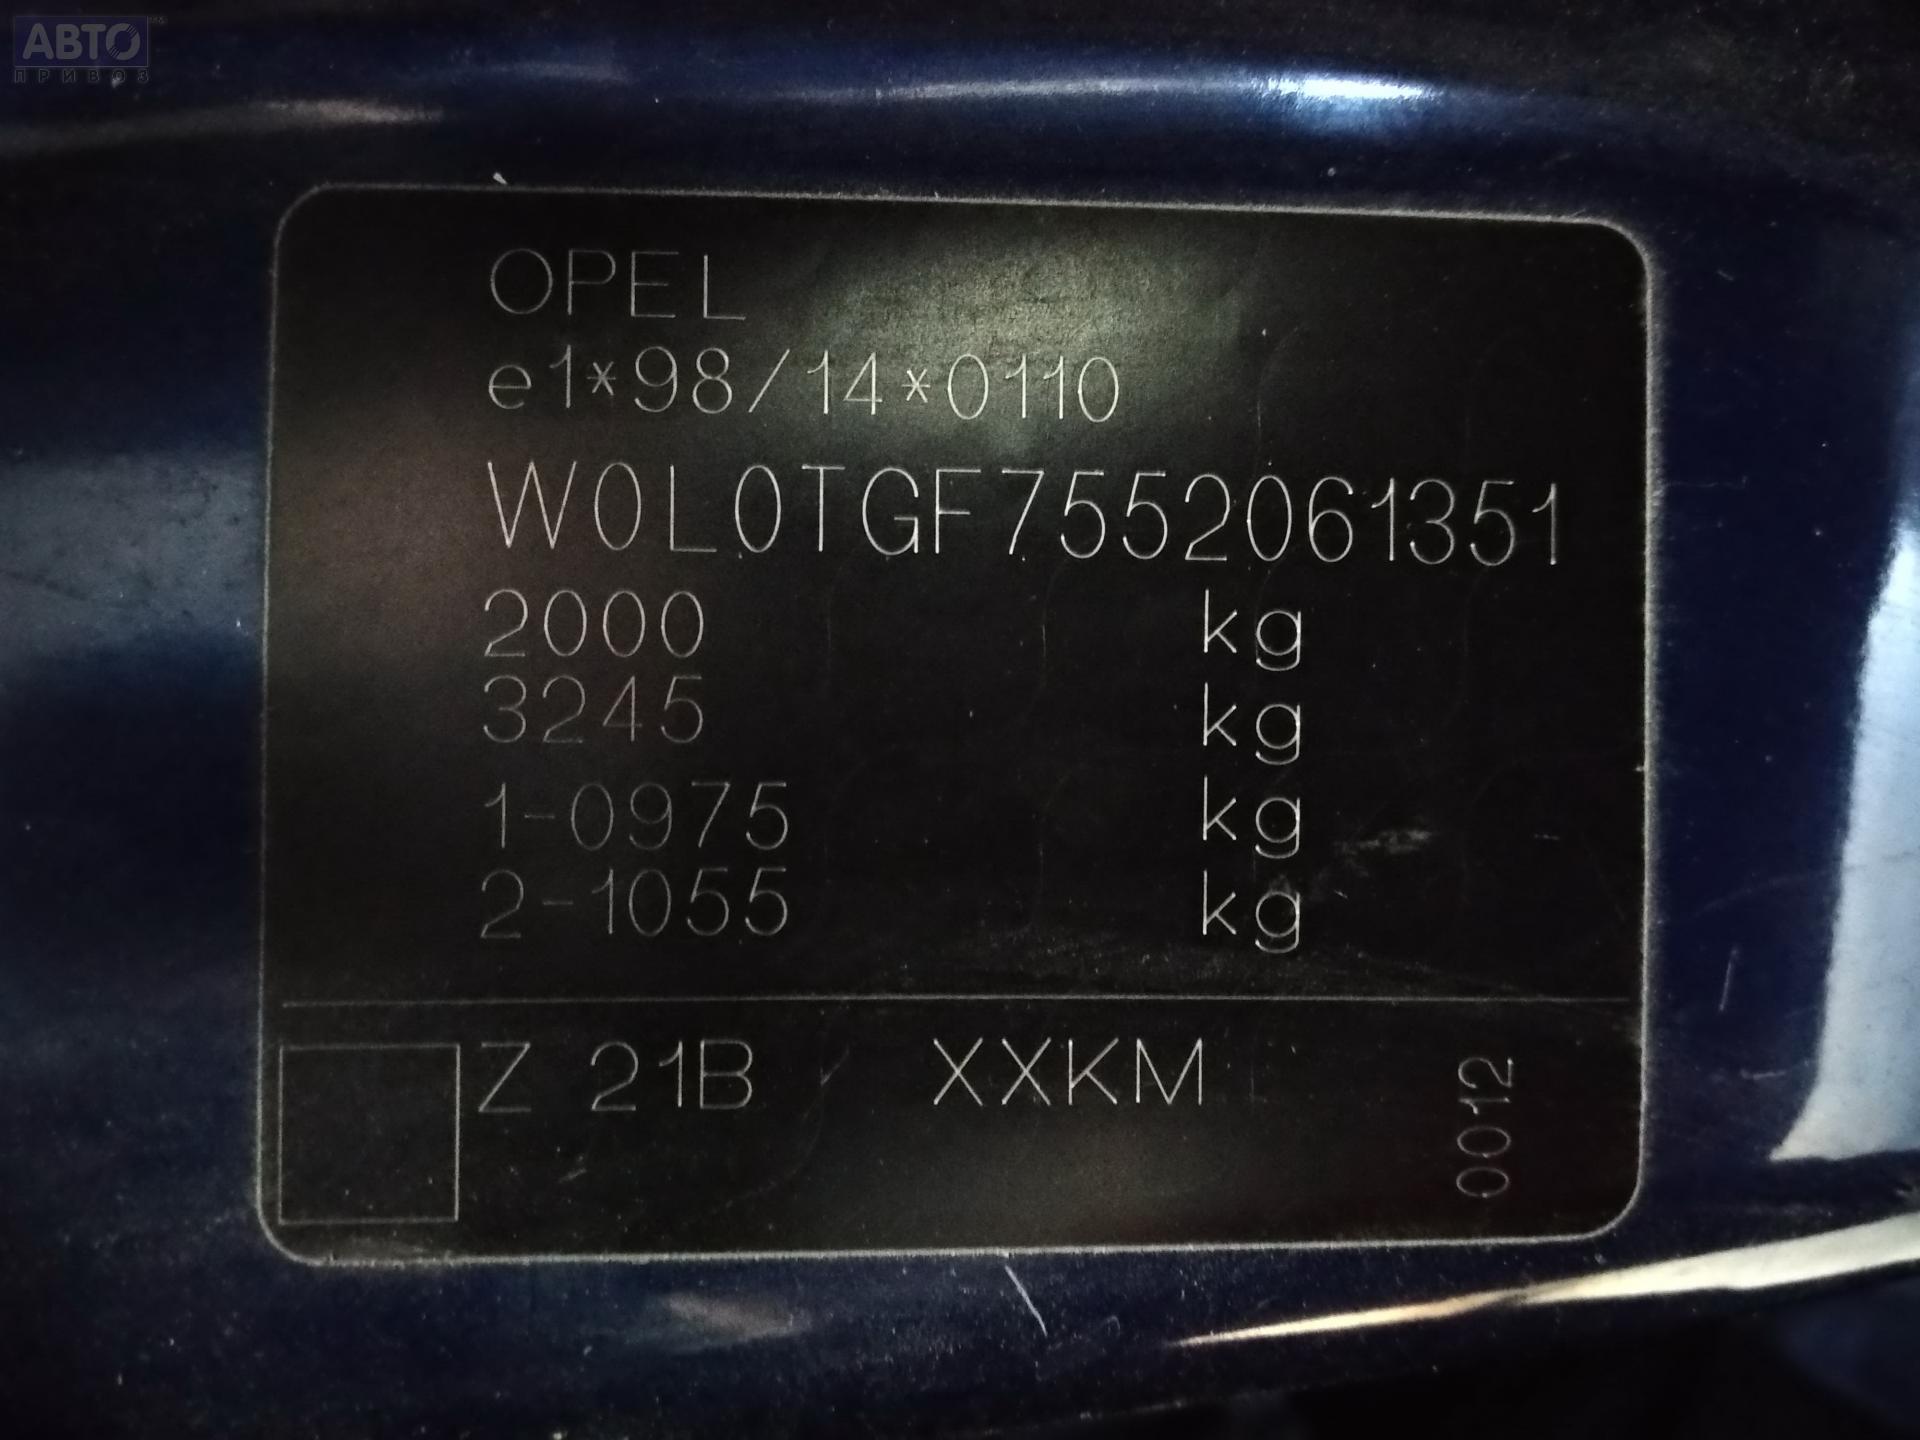 АВТО
ПРИВОЗ
OPEL
e1*98/14*0110
W0L0TGF7552061351
2000 kg
3245 kg
1-0975 kg
2-1055 kg
Z 21B XXKM
0012